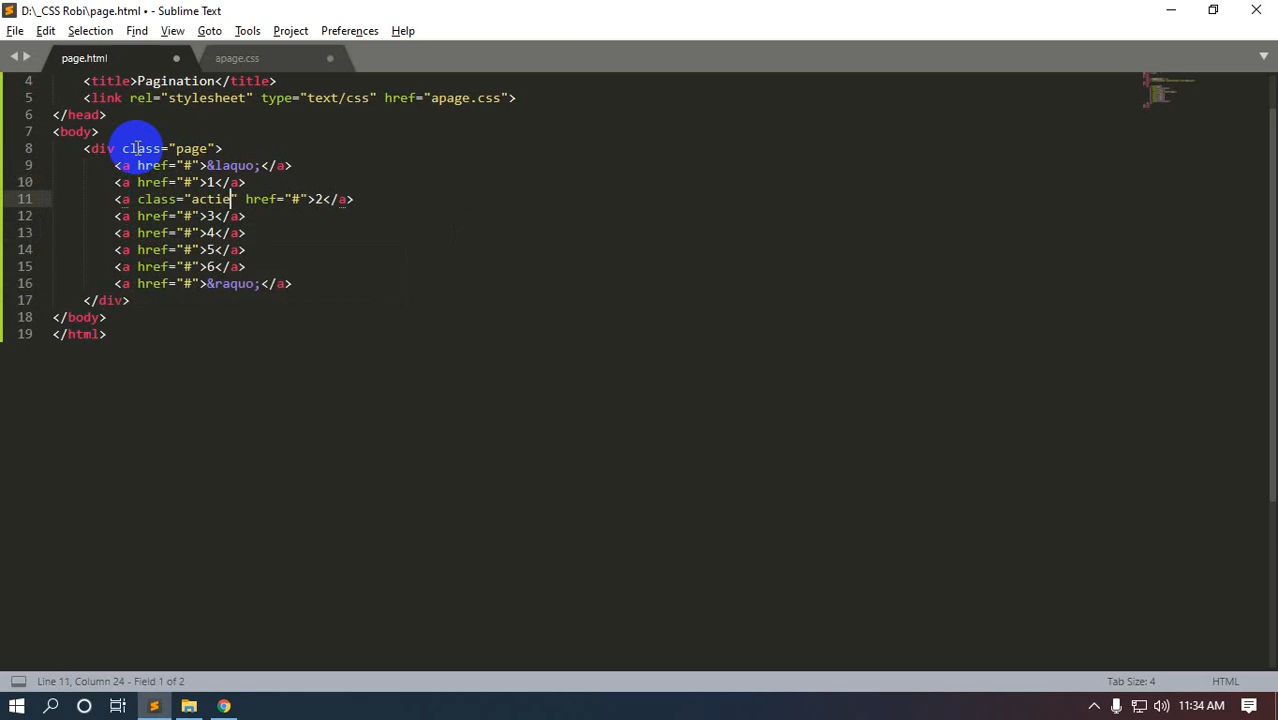 D:\_CSS Robi\page.html • - Sublime Text
File Edit Selection Find View Goto Tools Project Preferences Help
page.html apage.css
4 <title>Pagination</title>
5 <link rel="stylesheet" type="text/css" href="apage.css">
6 </head>
7 <body>
8 <div class="page">
9 <a href="#">&laquo;</a>
10 <a href="#">1</a>
11 <a class="actie" href="#">2</a>
12 <a href="#">3</a>
13 <a href="#">4</a>
14 <a href="#">5</a>
15 <a href="#">6</a>
16 <a href="#">&raquo;</a>
17 </div>
18 </body>
19 </html>
Line 11, Column 24 - Field 1 of 2 Tab Size: 4 HTML
11:34 AM